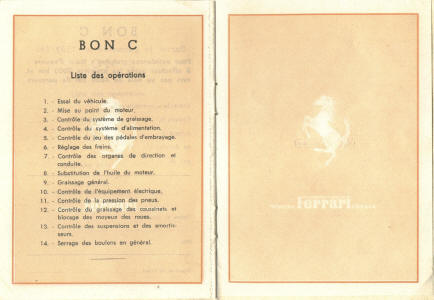 BON C
Liste des opérations
1. - Essai du véhicule.
2. - Mise au point du moteur.
3. - Contrôle du système de graissage.
4. - Contrôle du système d'alimentation.
5. - Contrôle du jeu des pédales d'embrayage.
6. - Réglage des freins.
7. - Contrôle des organes de direction et
conduite.
8. - Substitution de l'huile du moteur.
9. - Graissage général.
10. - Contrôle de l'équipement électrique.
11. - Contrôle de la pression des pneus.
12. - Contrôle du graissage des coussinets et
blocage des moyeux des roues.
13. - Contrôle des suspensions et des amortis-
seurs.
14. - Serrage des boulons en général.
Ferrari